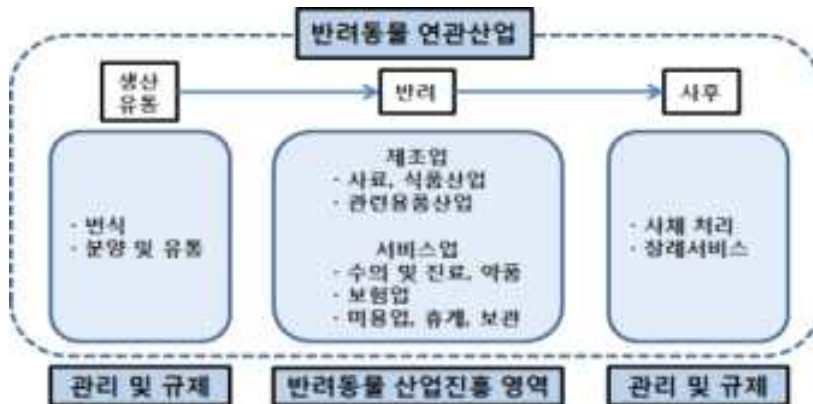 반려동물 연관산업
생산
유통
반려
사후
· 번식
· 분양 및 유통
제조업
· 사료, 식품산업
· 관련용품산업
서비스업
· 수의 및 진료, 약품
· 보험업
· 미용업, 휴게, 보관
· 사체 처리
· 장례서비스
관리 및 규제
반려동물 산업진흥 영역
관리 및 규제